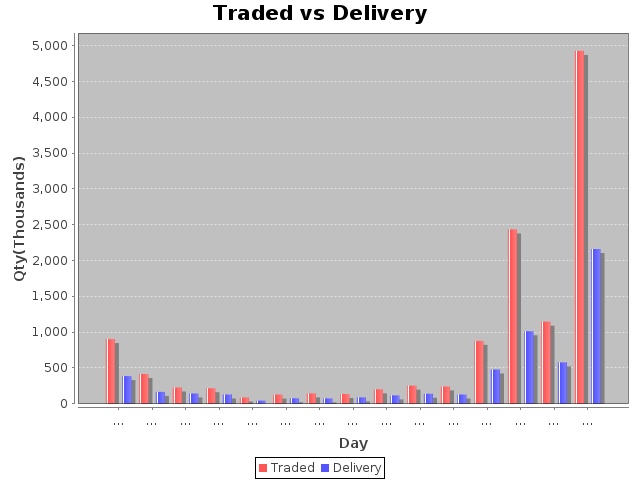 Traded vs Delivery
5,000
4,500
4,000
3,500
3,000
2,500
2,000
1,500
1,000
500
0
Qty(Thousands)
... ... ... ... ... ... ... ... ... ... ... ... ... ... ...
Day
Traded Delivery